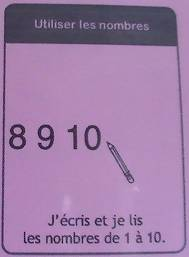 Utiliser les nombres
8 9 10
J'écris et je lis
les nombres de 1 à 10.